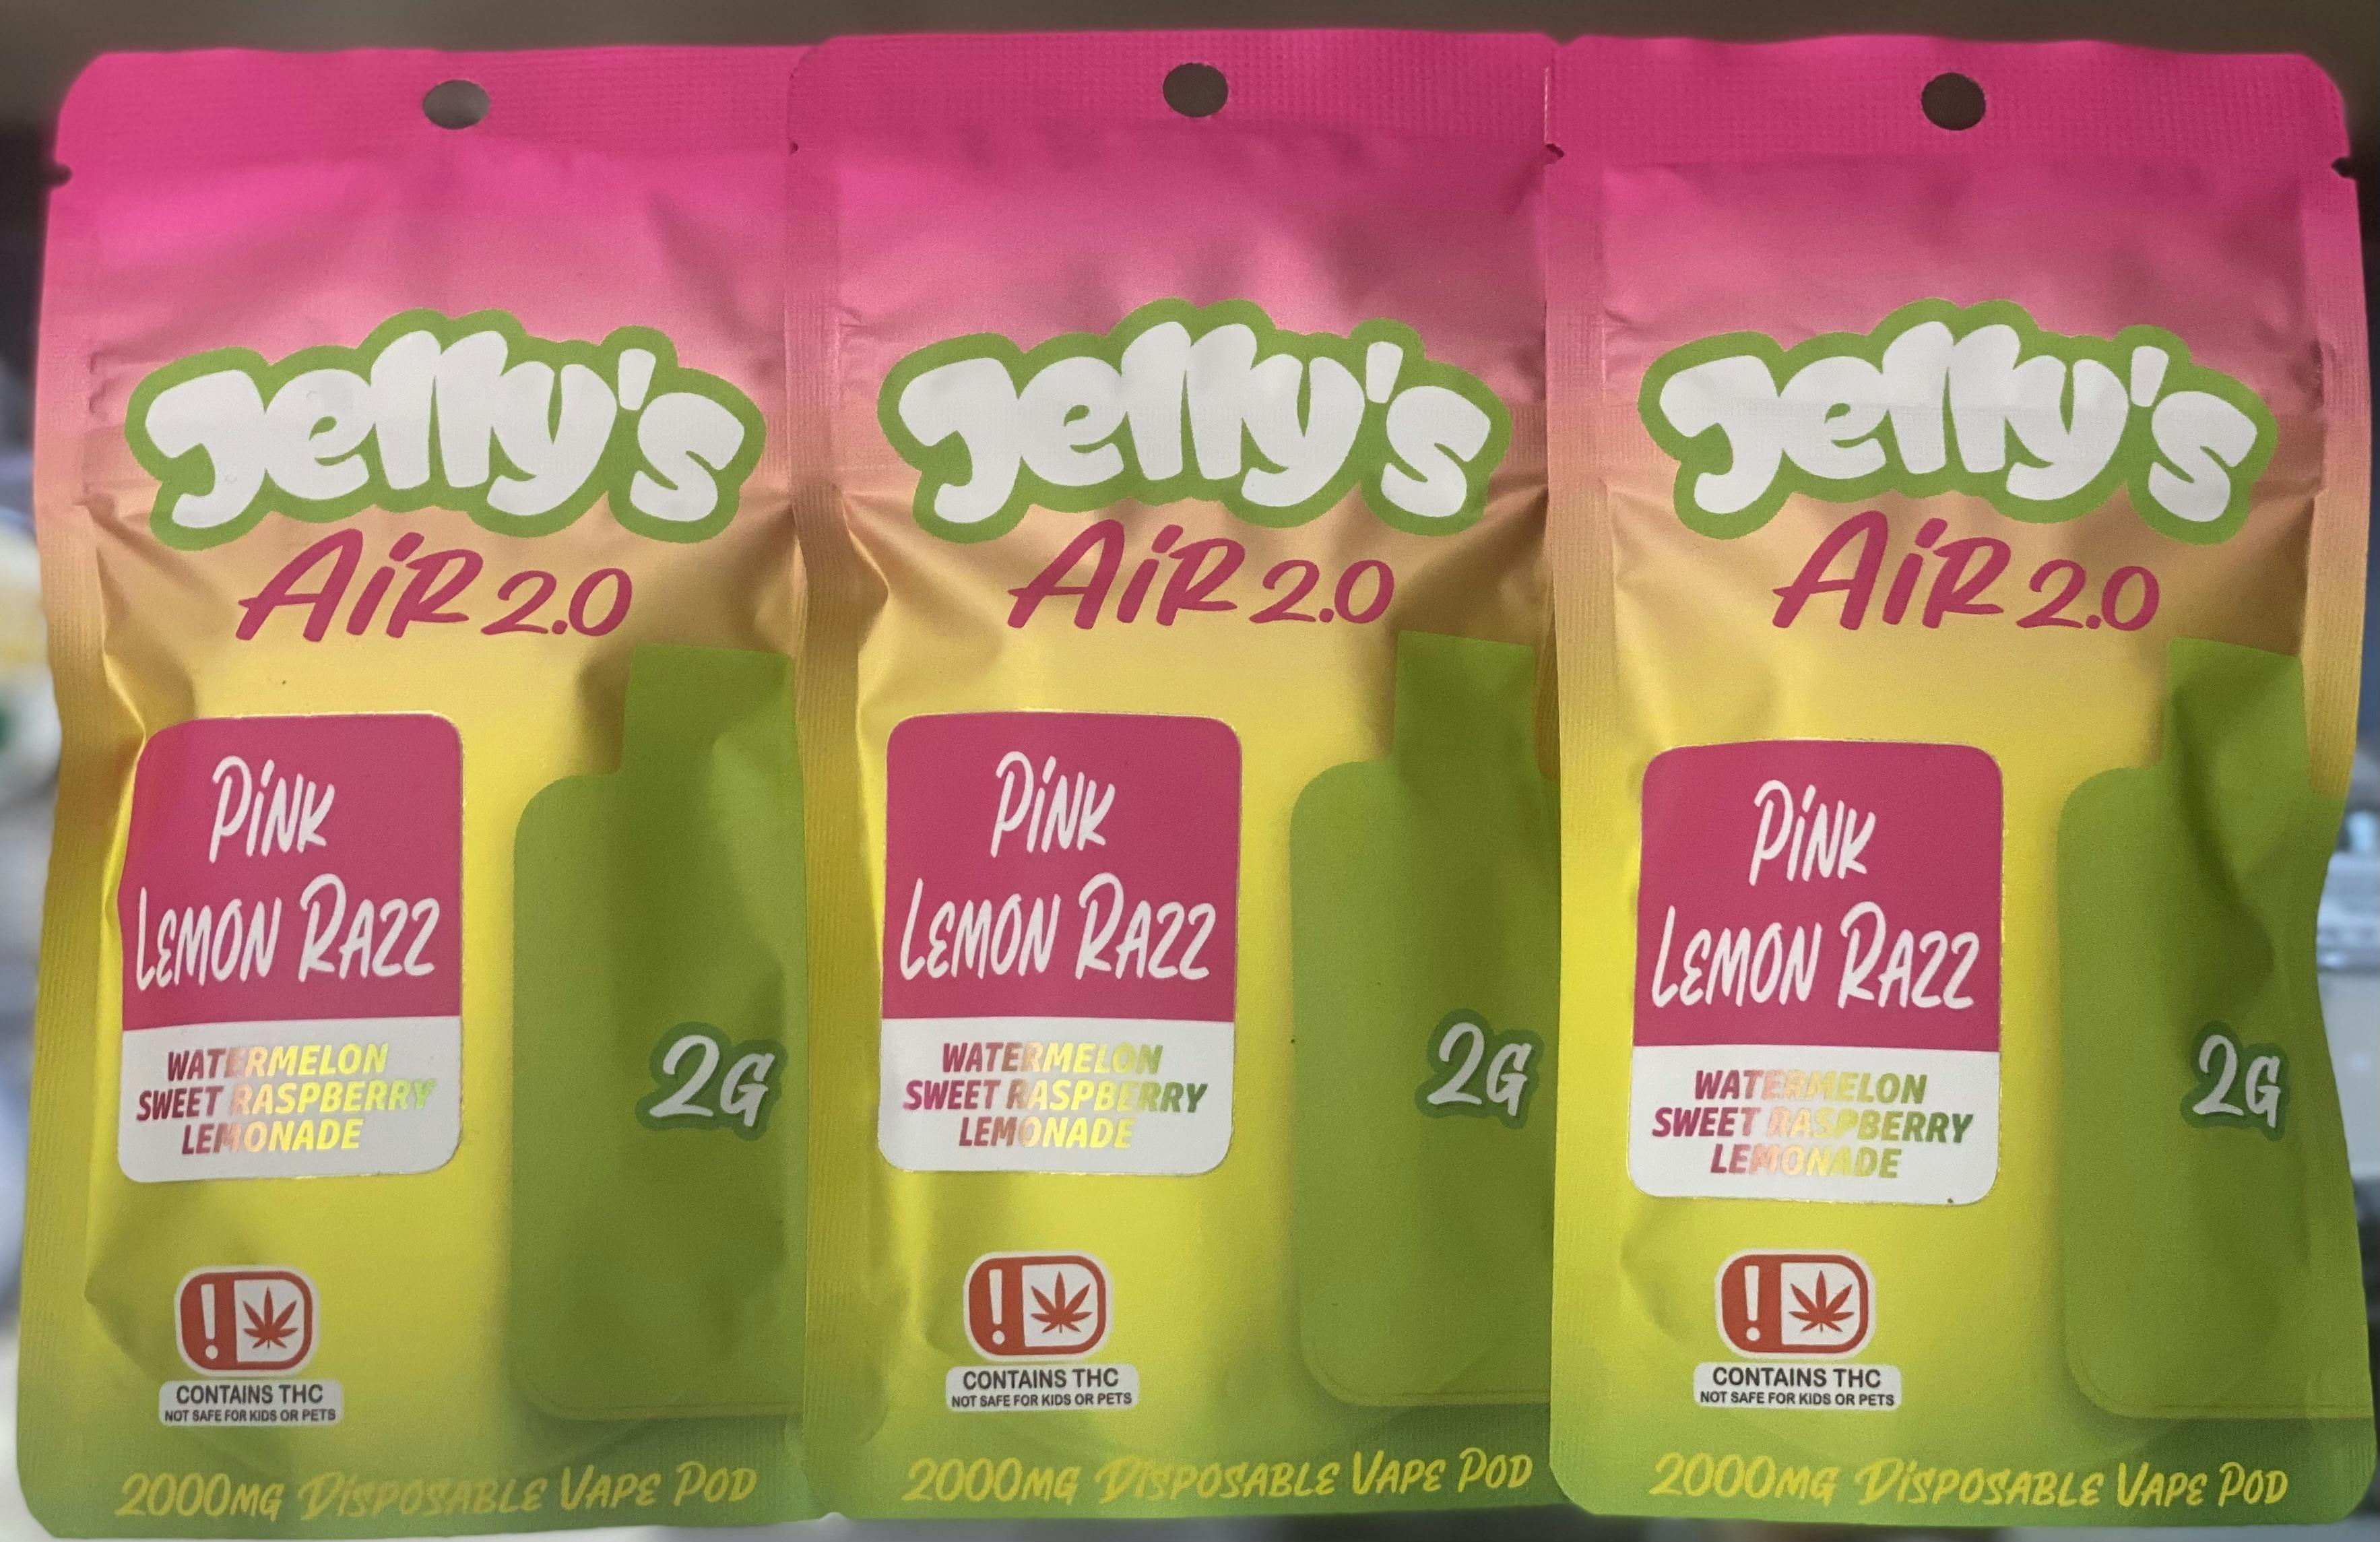 Jelly's
AiR 2.0
PiNK
LEMON RAZZ
WATERMELON
SWEET RASPBERRY
LEMONADE
2G
!
CONTAINS THC
NOT SAFE FOR KIDS OR PETS
2000MG DiSPOSABLE VAPE POD
Jelly's
AiR 2.0
PiNK
LEMON RAZZ
WATERMELON
SWEET RASPBERRY
LEMONADE
2G
!
CONTAINS THC
NOT SAFE FOR KIDS OR PETS
2000MG DiSPOSABLE VAPE POD
Jelly's
AiR 2.0
PiNK
LEMON RAZZ
WATERMELON
SWEET RASPBERRY
LEMONADE
2G
!
CONTAINS THC
NOT SAFE FOR KIDS OR PETS
2000MG DiSPOSABLE VAPE POD